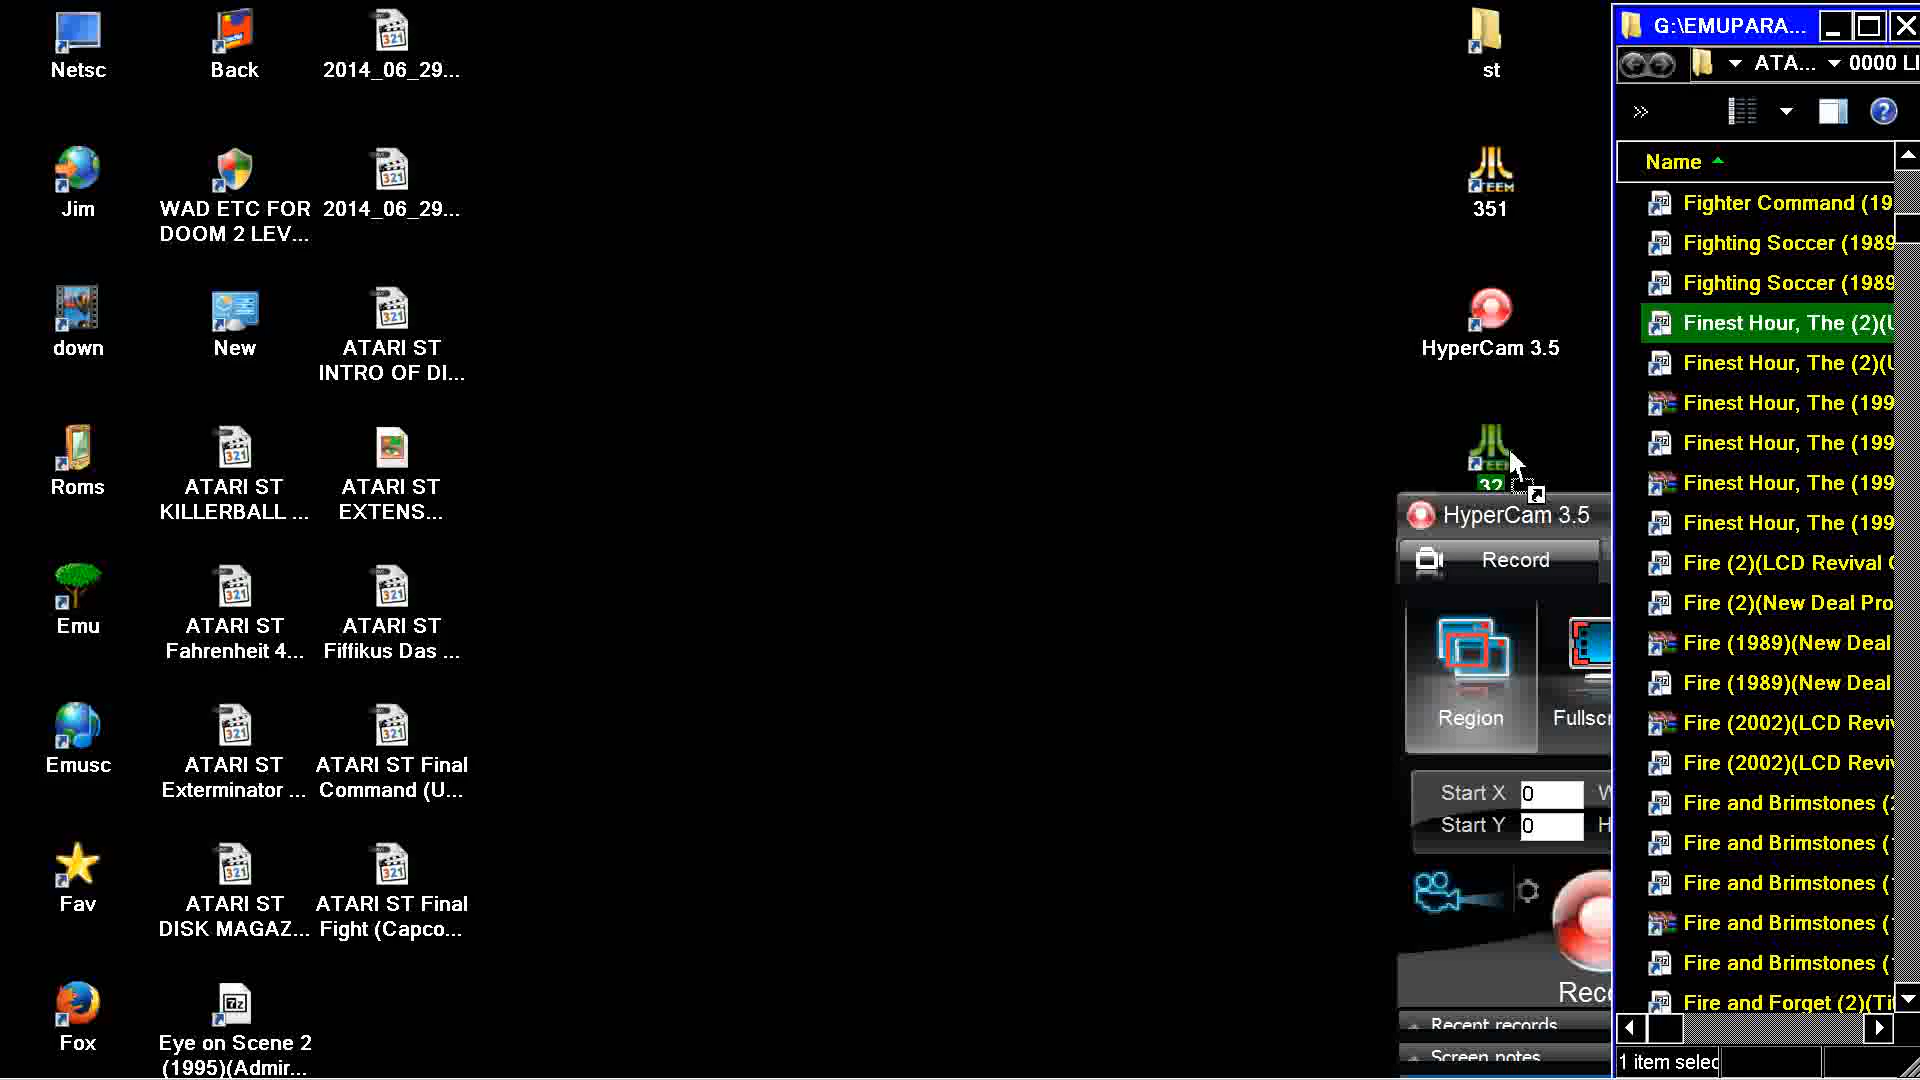 Netsc
Back
2014_06_29...
Jim
WAD ETC FOR
DOOM 2 LEV...
2014_06_29...
down
New
ATARI ST
INTRO OF DI...
Roms
ATARI ST
KILLERBALL ...
ATARI ST
EXTENS...
Emu
ATARI ST
Fahrenheit 4...
ATARI ST
Fiffikus Das ...
Emusc
ATARI ST
Exterminator ...
ATARI ST Final
Command (U...
Fav
ATARI ST
DISK MAGAZ...
ATARI ST Final
Fight (Capco...
Fox
Eye on Scene 2
(1995)(Admir...
st
351
HyperCam 3.5
32
HyperCam 3.5
Record
Region
Fullscr
Start X 0 W
Start Y 0 H
Reco
Recent records
Screen notes
G:\EMUPARA...
ATA... 0000 LI
Name
Fighter Command (19
Fighting Soccer (1989
Fighting Soccer (1989
Finest Hour, The (2)(U
Finest Hour, The (2)(U
Finest Hour, The (199
Finest Hour, The (199
Finest Hour, The (199
Finest Hour, The (199
Fire (2)(LCD Revival
Fire (2)(New Deal Pro
Fire (1989)(New Deal
Fire (1989)(New Deal
Fire (2002)(LCD Reviv
Fire (2002)(LCD Reviv
Fire and Brimstones (2
Fire and Brimstones (
Fire and Brimstones (
Fire and Brimstones (
Fire and Brimstones (
Fire and Forget (2)(Tit
1 item selec